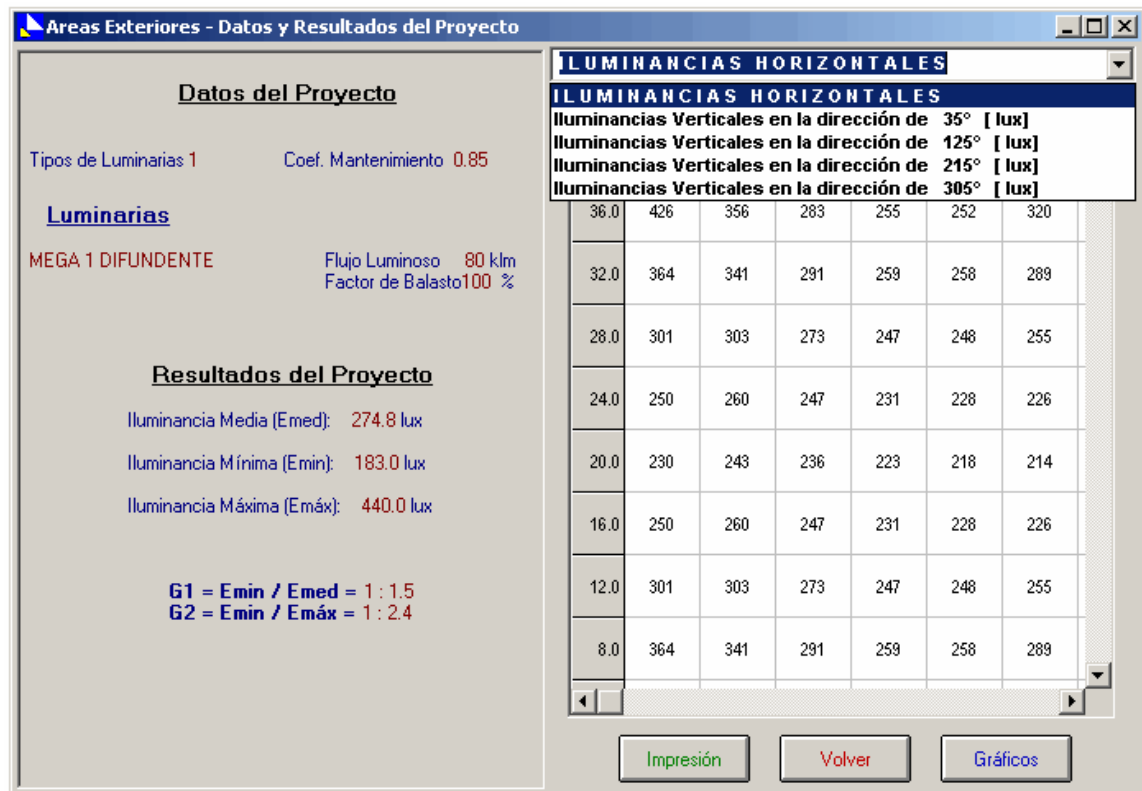 Areas Exteriores - Datos y Resultados del Proyecto
Datos del Proyecto
Tipos de Luminarias 1 Coef. Mantenimiento 0.85
Luminarias
MEGA 1 DIFUNDENTE Flujo Luminoso 80 klm
Factor de Balasto100 %
Resultados del Proyecto
Iluminancia Media (Emed): 274.8 lux
Iluminancia Mínima (Emin): 183.0 lux
Iluminancia Máxima (Emáx): 440.0 lux
G1 = Emin / Emed = 1 : 1.5
G2 = Emin / Emáx = 1 : 2.4
ILUMINANCIAS HORIZONTALES
ILUMINANCIAS HORIZONTALES
Iluminancias Verticales en la dirección de 35° [ lux]
Iluminancias Verticales en la dirección de 125° [ lux]
Iluminancias Verticales en la dirección de 215° [ lux]
Iluminancias Verticales en la dirección de 305° [ lux]
36.0 426 356 283 255 252 320
32.0 364 341 291 259 258 289
28.0 301 303 273 247 248 255
24.0 250 260 247 231 228 226
20.0 230 243 236 223 218 214
16.0 250 260 247 231 228 226
12.0 301 303 273 247 248 255
8.0 364 341 291 259 258 289
Impresión Volver Gráficos